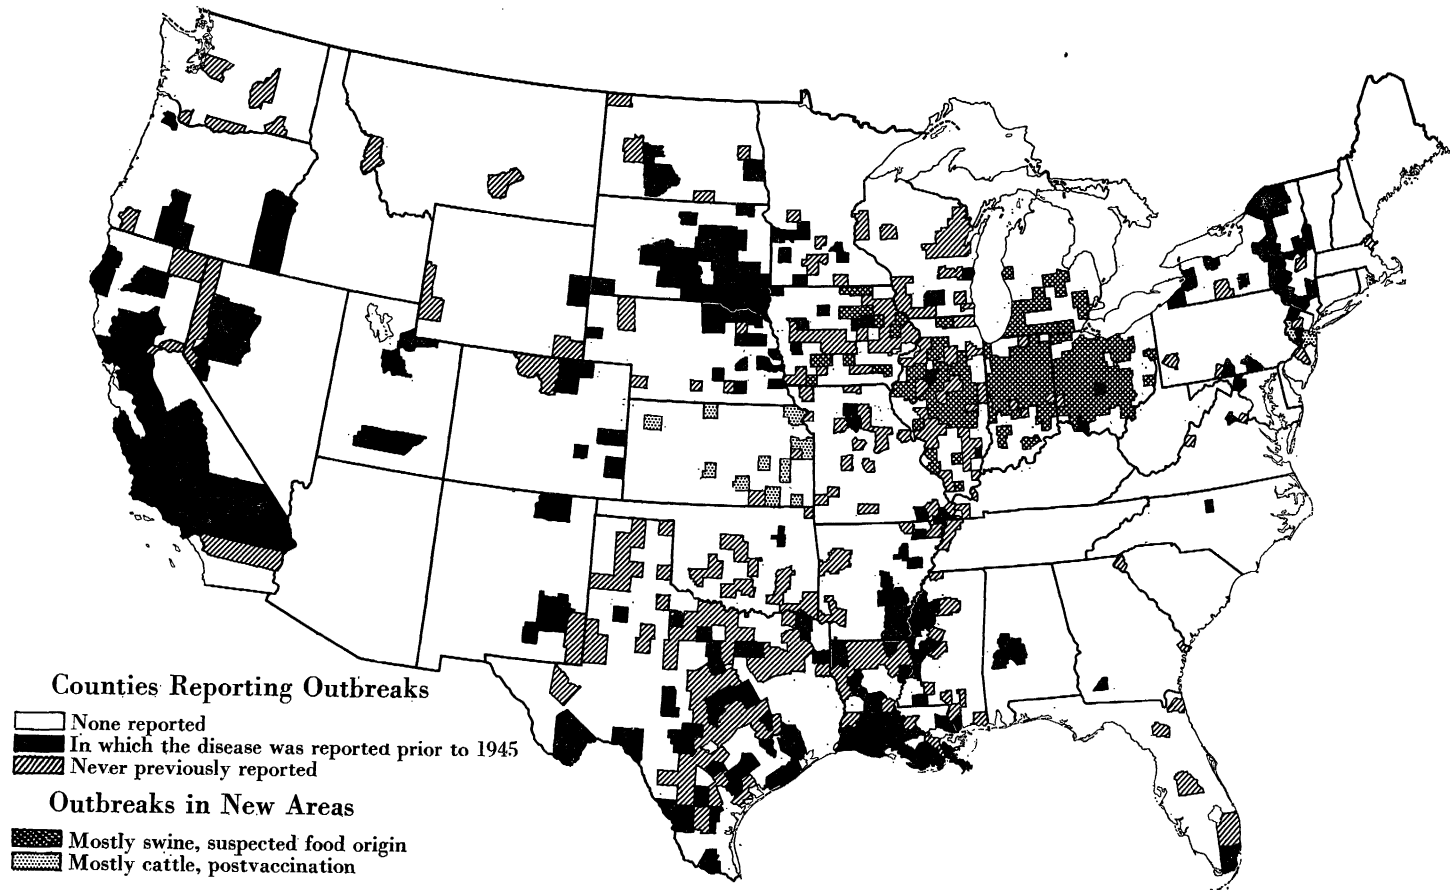 Counties Reporting Outbreaks
None reported
In which the disease was reported prior to 1945
Never previously reported
Outbreaks in New Areas
Mostly swine, suspected food origin
Mostly cattle, postvaccination